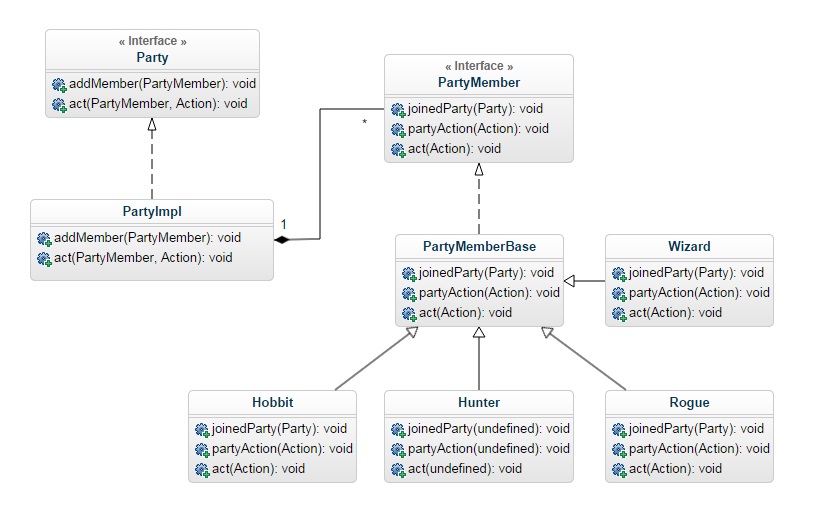 « Interface »
Party
addMember(PartyMember): void
act(PartyMember, Action): void
« Interface »
PartyMember
joinedParty(Party): void
partyAction(Action): void
act(Action): void
*
PartyImpl
addMember(PartyMember): void
act(PartyMember, Action): void
1
PartyMemberBase
joinedParty(Party): void
partyAction(Action): void
act(Action): void
Wizard
joinedParty(Party): void
partyAction(Action): void
act(Action): void
Hobbit
joinedParty(Party): void
partyAction(Action): void
act(Action): void
Hunter
joinedParty(undefined): void
partyAction(undefined): void
act(undefined): void
Rogue
joinedParty(Party): void
partyAction(Action): void
act(Action): void